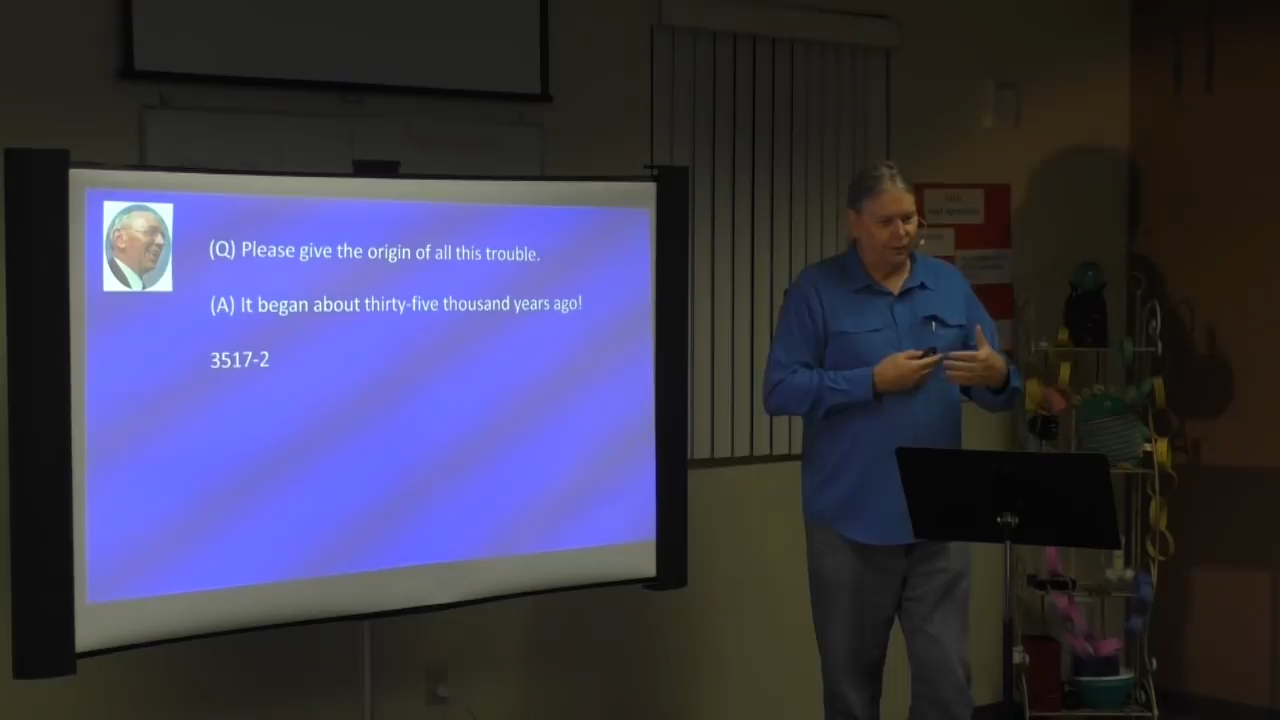 (Q) Please give the origin of all this trouble.
(A) It began about thirty-five thousand years ago!
3517-2